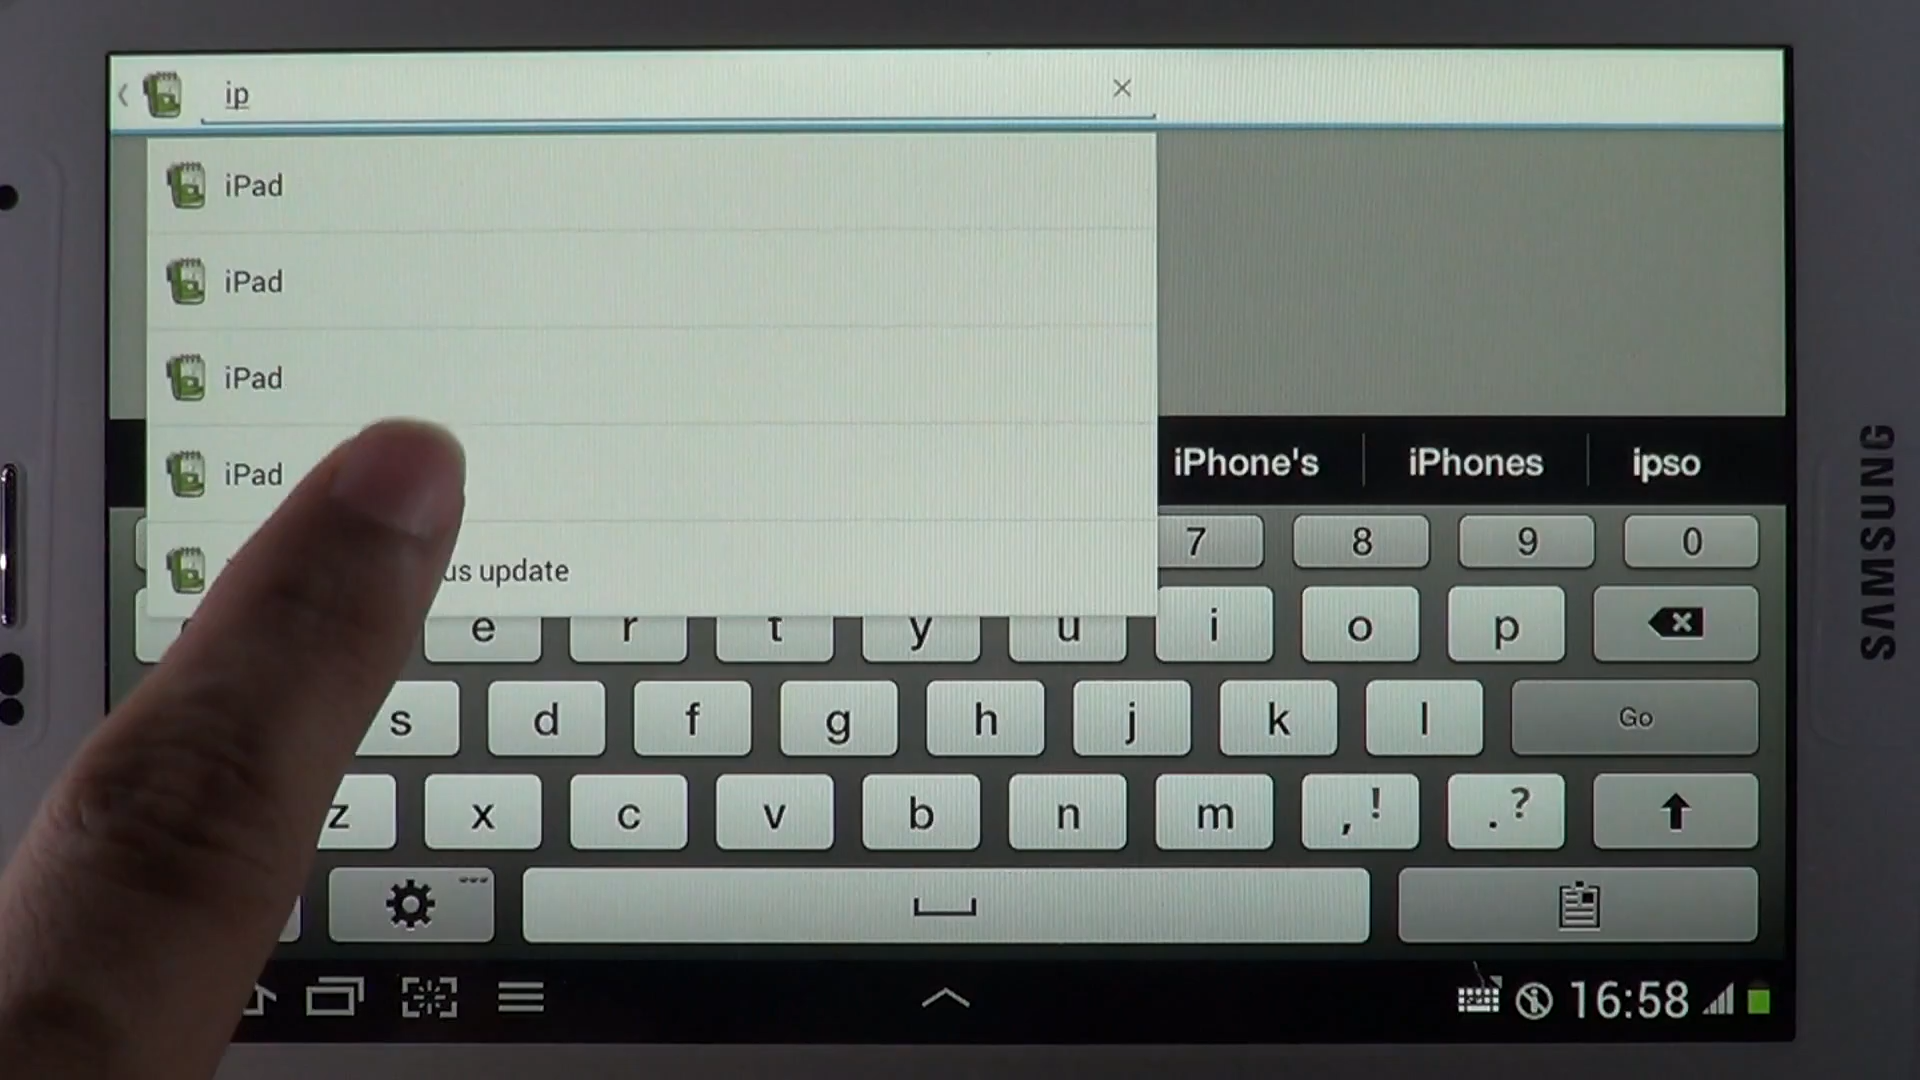 ip
iPad
iPad
iPad
iPad
us update
iPhone's iPhones ipso
7 8 9 0
e r t y u i o p
s d f g h j k l Go
z x c v b n m , ! . ?
16:58
SAMSUNG